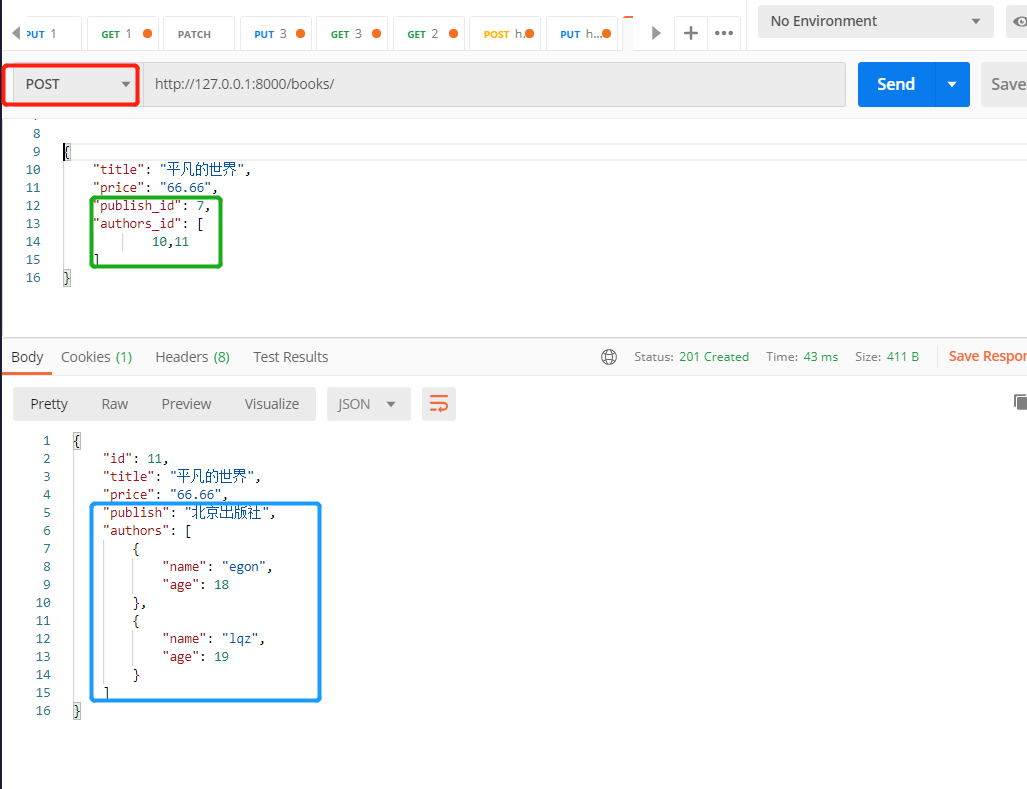 PUT 1 GET 1 PATCH PUT 3 GET 3 GET 2 POST h... PUT h... No Environment
POST http://127.0.0.1:8000/books/ Send Save
8
9 {
10 "title": "平凡的世界",
11 "price": "66.66",
12 "publish_id": 7,
13 "authors_id": [
14 10,11
15 ]
16 }
Body Cookies (1) Headers (8) Test Results Status: 201 Created Time: 43 ms Size: 411 B Save Respon
Pretty Raw Preview Visualize JSON
1 {
2 "id": 11,
3 "title": "平凡的世界",
4 "price": "66.66",
5 "publish": "北京出版社",
6 "authors": [
7 {
8 "name": "egon",
9 "age": 18
10 },
11 {
12 "name": "lqz",
13 "age": 19
14 }
15 ]
16 }